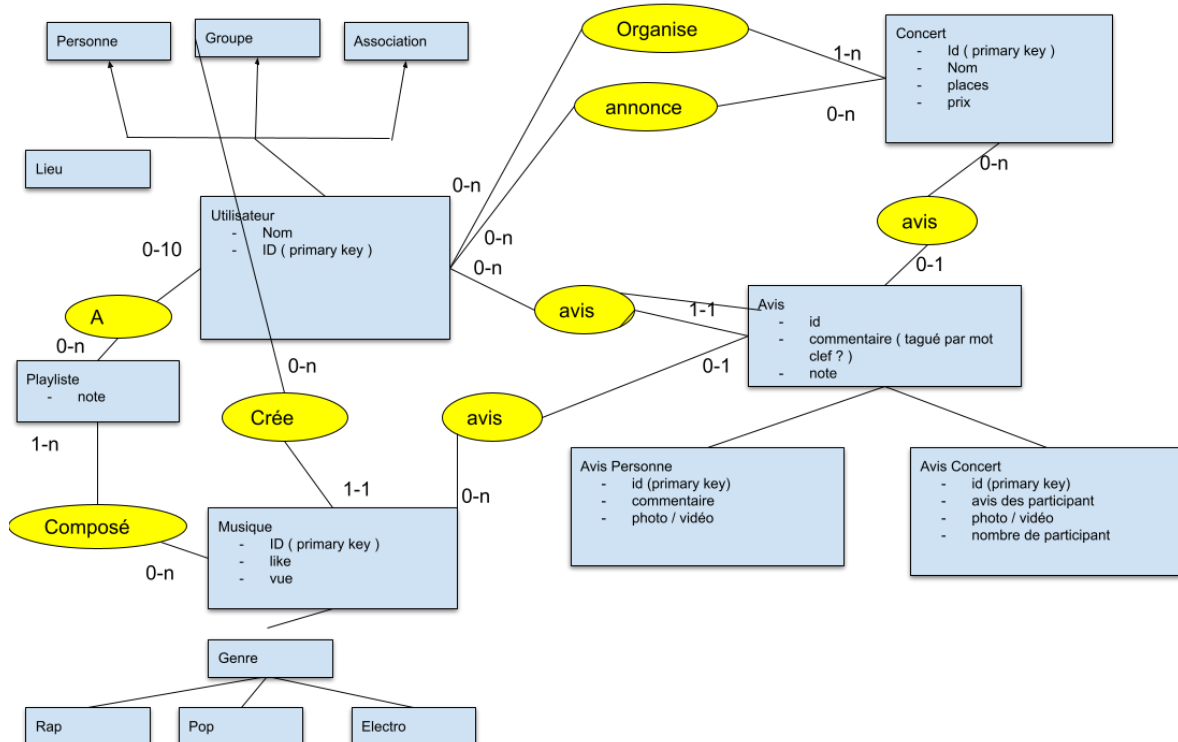 Personne
Groupe
Association
Organise
Concert
- Id ( primary key )
- Nom
- places
- prix
1-n
annonce
0-n
Lieu
0-n
0-n
Utilisateur
- Nom
- ID ( primary key )
avis
0-10
0-n
0-n
0-1
A
avis
1-1
Avis
- id
- commentaire ( tagué par mot
clef ? )
- note
0-n
0-n
0-1
Playliste
- note
Crée
avis
1-n
Avis Personne
- id (primary key)
- commentaire
- photo / vidéo
Avis Concert
- id (primary key)
- avis des participant
- photo / vidéo
- nombre de participant
1-1
0-n
Composé
Musique
- ID ( primary key )
- like
- vue
0-n
Genre
Rap
Pop
Electro